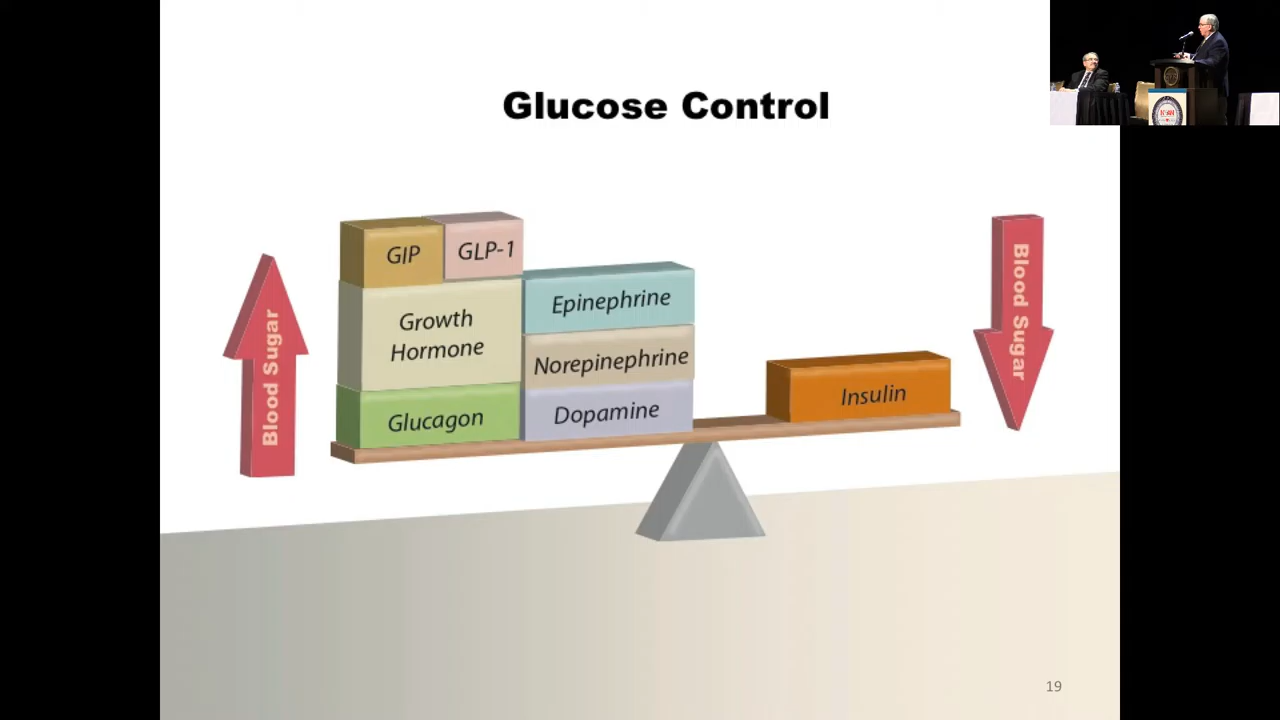 Glucose Control
GIP
GLP-1
Growth
Hormone
Glucagon
Epinephrine
Norepinephrine
Dopamine
Insulin
Blood Sugar
Blood Sugar
19